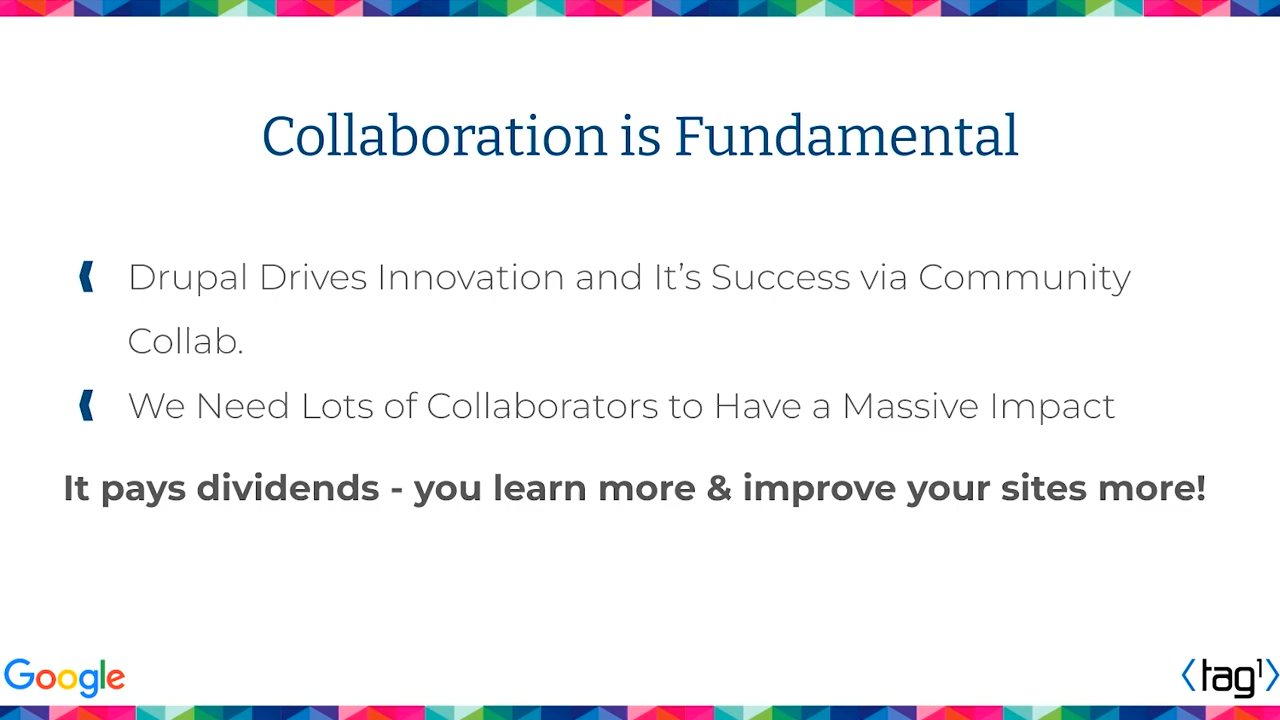 Collaboration is Fundamental
Drupal Drives Innovation and It’s Success via Community
Collab.
We Need Lots of Collaborators to Have a Massive Impact
It pays dividends - you learn more & improve your sites more!
Google
tag1